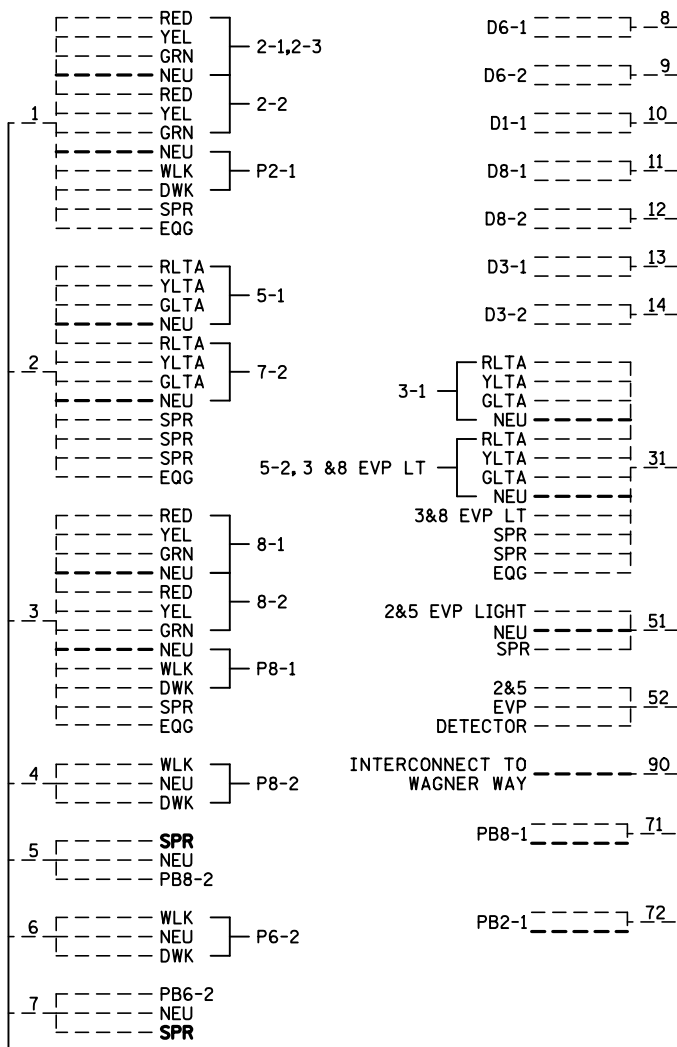 1
RED
YEL
GRN
NEU
RED
YEL
GRN
NEU
WLK
DWK
SPR
EQG
2-1,2-3
2-2
P2-1
2
RLTA
YLTA
GLTA
NEU
RLTA
YLTA
GLTA
NEU
SPR
SPR
SPR
EQG
5-1
7-2
3
RED
YEL
GRN
NEU
RED
YEL
GRN
NEU
WLK
DWK
SPR
EQG
8-1
8-2
P8-1
4
WLK
NEU
DWK
P8-2
5
SPR
NEU
PB8-2
6
WLK
NEU
DWK
P6-2
7
PB6-2
NEU
SPR
D6-1 8
D6-2 9
D1-1 10
D8-1 11
D8-2 12
D3-1 13
D3-2 14
3-1
5-2, 3 &8 EVP LT
RLTA
YLTA
GLTA
NEU
RLTA
YLTA
GLTA
NEU
3&8 EVP LT
SPR
SPR
EQG
31
2&5 EVP LIGHT
NEU
SPR
51
2&5
EVP
DETECTOR
52
INTERCONNECT TO
WAGNER WAY
90
PB8-1 71
PB2-1 72